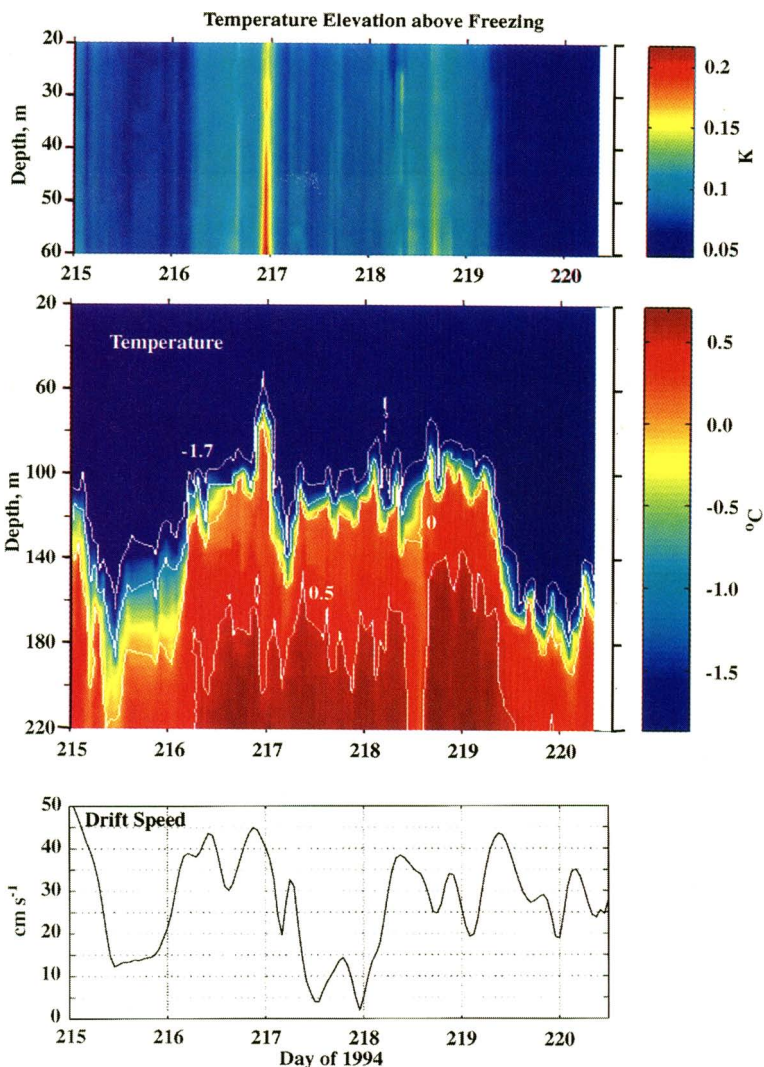 Temperature Elevation above Freezing
20
30
40
50
60
Depth, m
215 216 217 218 219 220
0.2
0.15
0.1
0.05
K
20
60
100
140
180
220
Depth, m
Temperature
-1.7
0
0.5
215 216 217 218 219 220
0.5
0.0
-0.5
-1.0
-1.5
°C
50
40
30
20
10
0
cm s⁻¹
Drift Speed
215 216 217 218 219 220
Day of 1994